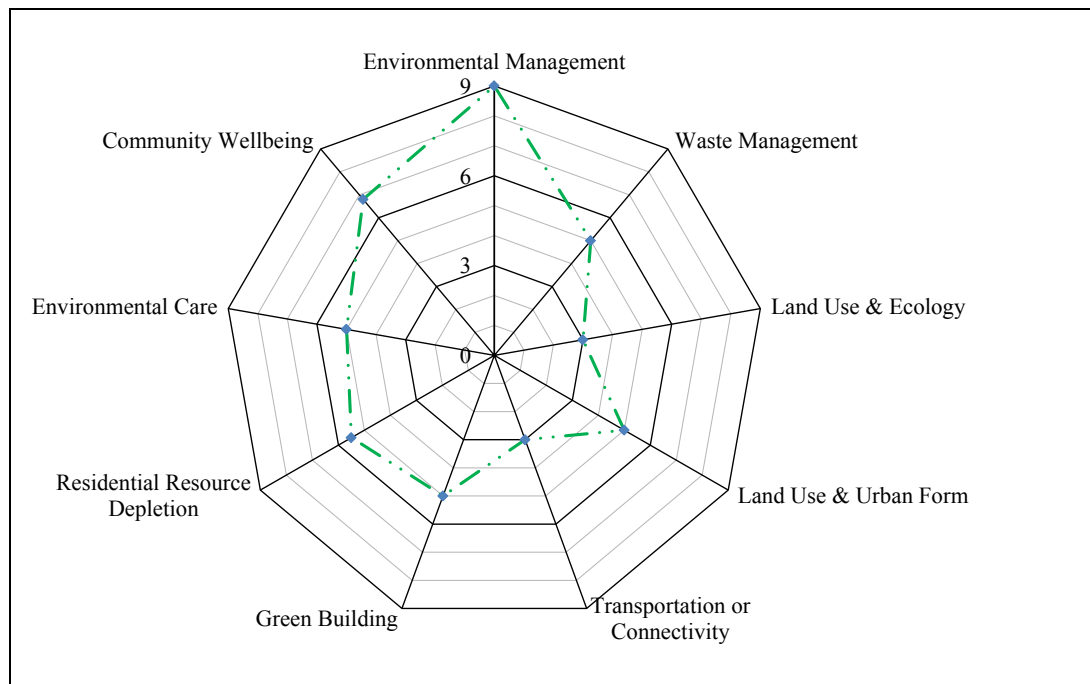 Environmental Management
9
Community Wellbeing
Waste Management
6
3
Environmental Care
Land Use & Ecology
0
Residential Resource
Depletion
Land Use & Urban Form
Green Building
Transportation or
Connectivity